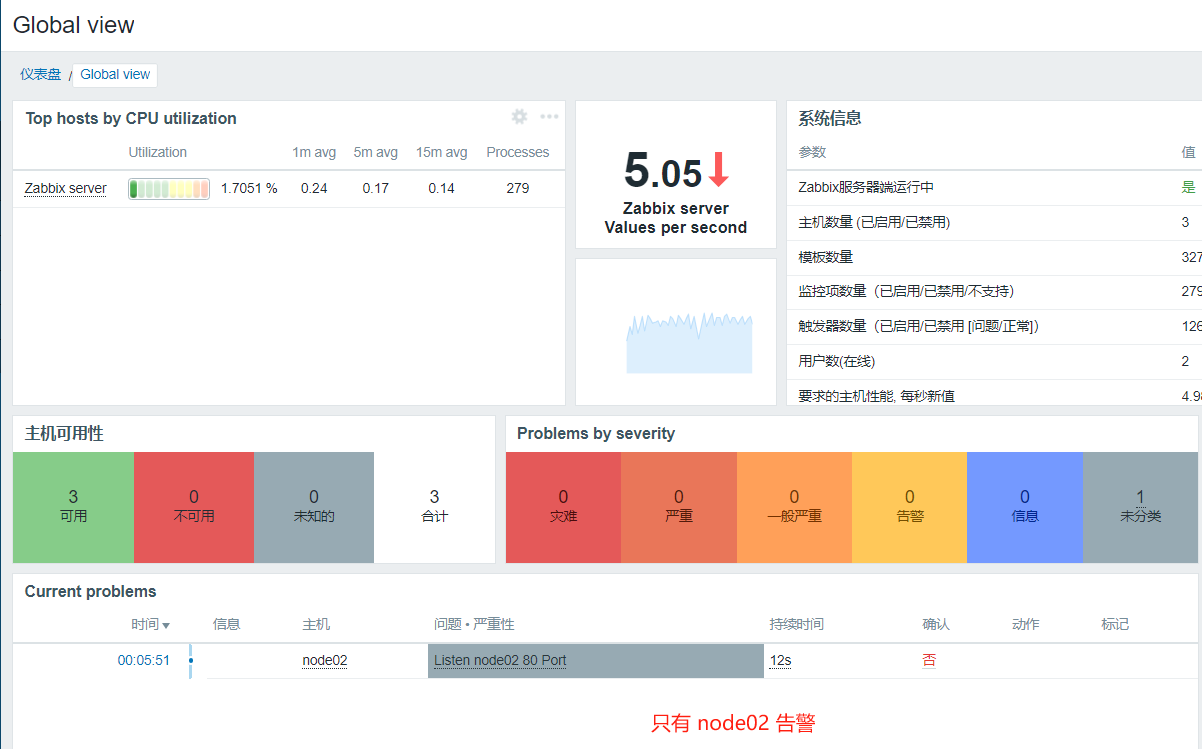 Global view
仪表盘 / Global view
Top hosts by CPU utilization
Utilization 1m avg 5m avg 15m avg Processes
Zabbix server 1.7051 % 0.24 0.17 0.14 279
5.05
Zabbix server
Values per second
系统信息
参数 值
Zabbix服务器端运行中 是
主机数量 (已启用/已禁用) 3
模板数量 327
监控项数量（已启用/已禁用/不支持） 279
触发器数量（已启用/已禁用 [问题/正常]） 126
用户数(在线) 2
要求的主机性能, 每秒新值 4.98
主机可用性
3 0 0 3
可用 不可用 未知的 合计
Problems by severity
0 0 0 0 0 1
灾难 严重 一般严重 告警 信息 未分类
Current problems
时间 信息 主机 问题 • 严重性 持续时间 确认 动作 标记
00:05:51 node02 Listen node02 80 Port 12s 否
只有 node02 告警